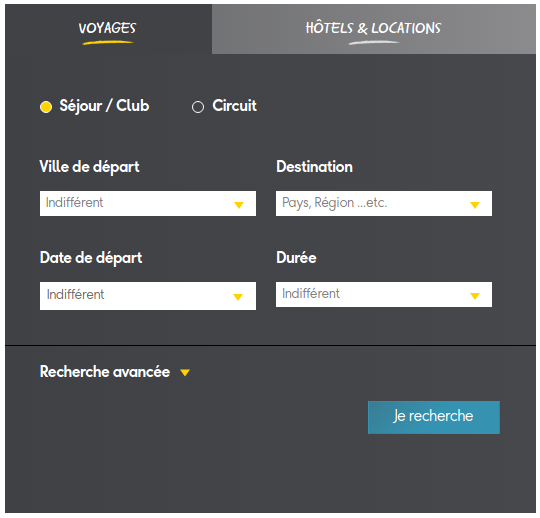 VOYAGES HÔTELS & LOCATIONS
Séjour / Club Circuit
Ville de départ Destination
Indifférent Pays, Région ...etc.
Date de départ Durée
Indifférent Indifférent
Recherche avancée
Je recherche